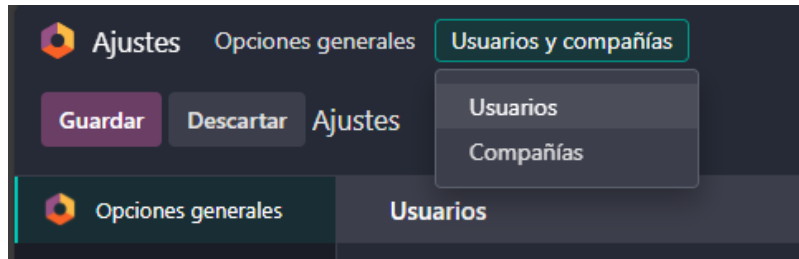 Ajustes Opciones generales Usuarios y compañías
Guardar Descartar Ajustes
Usuarios
Compañías
Opciones generales Usuarios